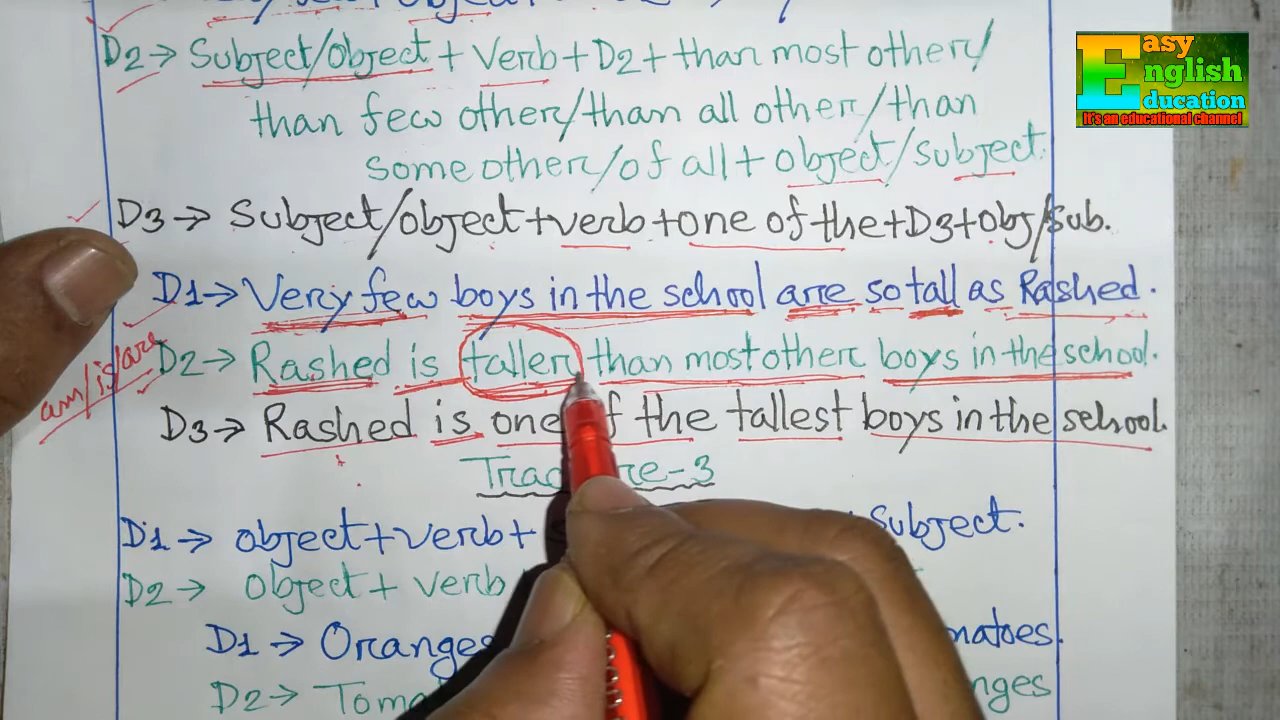 D2→ Subject/object + Verb + D2 + than most other/
than few other/than all other/than
some other/of all + object/subject.
D3→ Subject/object+verb+one of the+D3+obj/sub.
D1→ Very few boys in the school are so tall as Rashed.
D2→ Rashed is taller than most other boys in the school.
am/is/are
D3→ Rashed is one of the tallest boys in the school.
D1→ object+verb+ subject.
D2→ object + verb
D1→ Oranges
D2→
Easy
English
Education
It's an educational channel